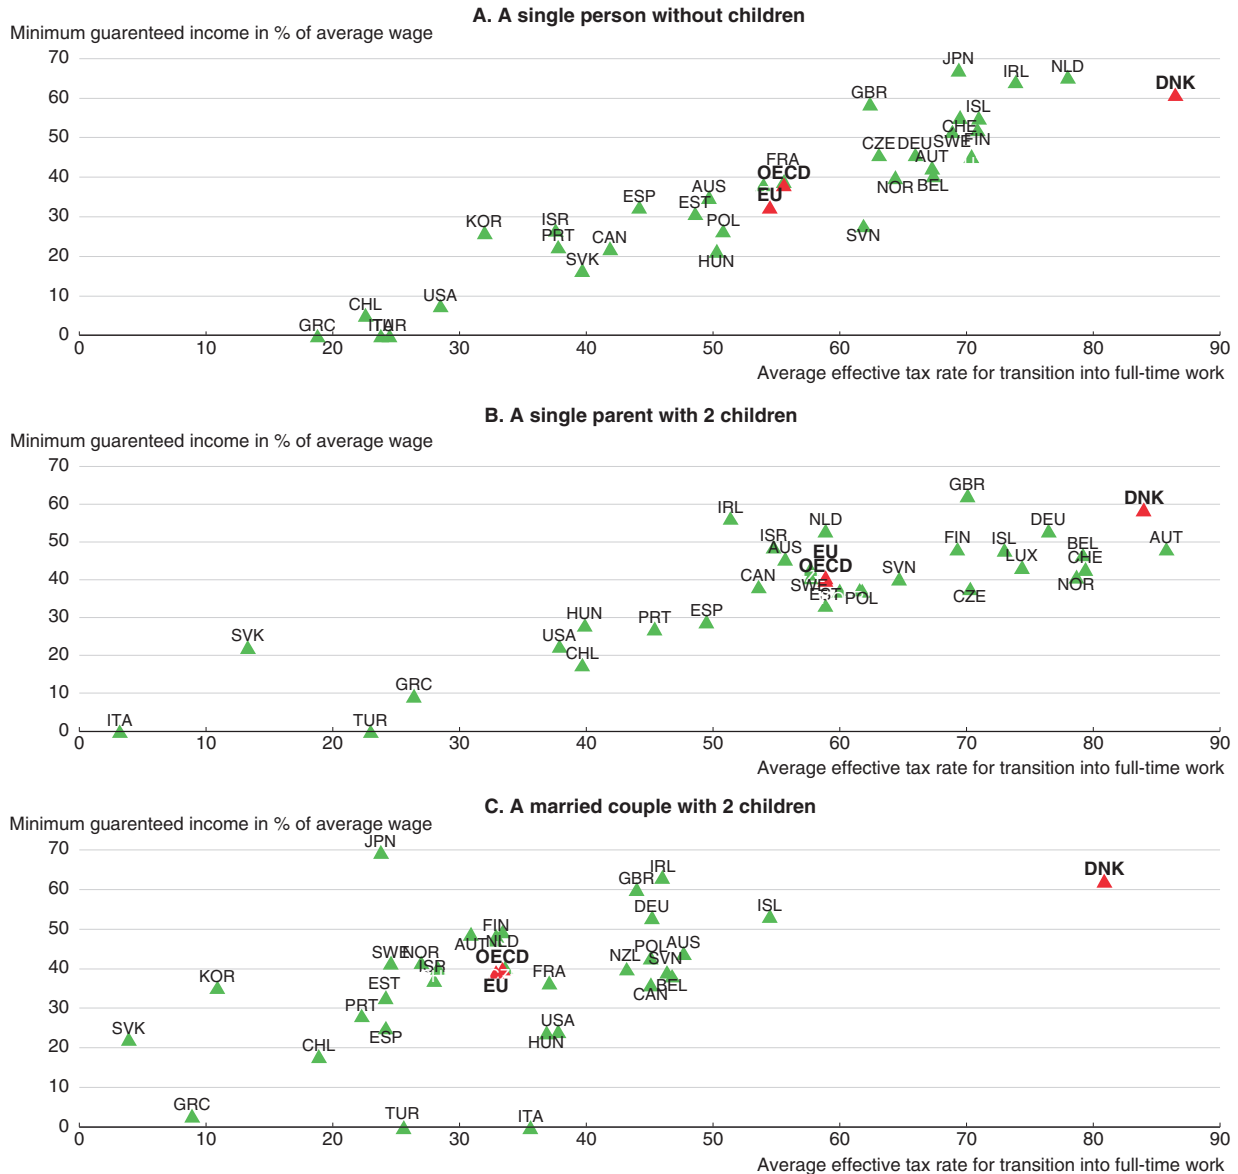 A. A single person without children
Minimum guarenteed income in % of average wage
70
60
50
40
30
20
10
0
JPN
IRL
NLD
DNK
GBR
ISL
CHE
FIN
CZE
DEU
SWE
AUT
FRA
OECD
NOR
BEL
EU
AUS
ESP
EST
POL
KOR
ISR
PRT
CAN
SVN
HUN
SVK
USA
CHL
GRC
ITA
TUR
0 10 20 30 40 50 60 70 80 90
Average effective tax rate for transition into full-time work
B. A single parent with 2 children
Minimum guarenteed income in % of average wage
70
60
50
40
30
20
10
0
GBR
DNK
IRL
NLD
DEU
ISR
AUS
EU
OECD
FIN
ISL
BEL
AUT
LUX
CHE
CAN
SWE
EST
POL
SVN
CZE
NOR
HUN
PRT
ESP
SVK
USA
CHL
GRC
ITA
TUR
0 10 20 30 40 50 60 70 80 90
Average effective tax rate for transition into full-time work
C. A married couple with 2 children
Minimum guarenteed income in % of average wage
70
60
50
40
30
20
10
0
JPN
IRL
GBR
DNK
DEU
ISL
FIN
AUT
NLD
SWE
NOR
ISR
OECD
EU
POL
AUS
NZL
SVN
BEL
CAN
FRA
KOR
EST
PRT
ESP
USA
HUN
SVK
CHL
GRC
TUR
ITA
0 10 20 30 40 50 60 70 80 90
Average effective tax rate for transition into full-time work